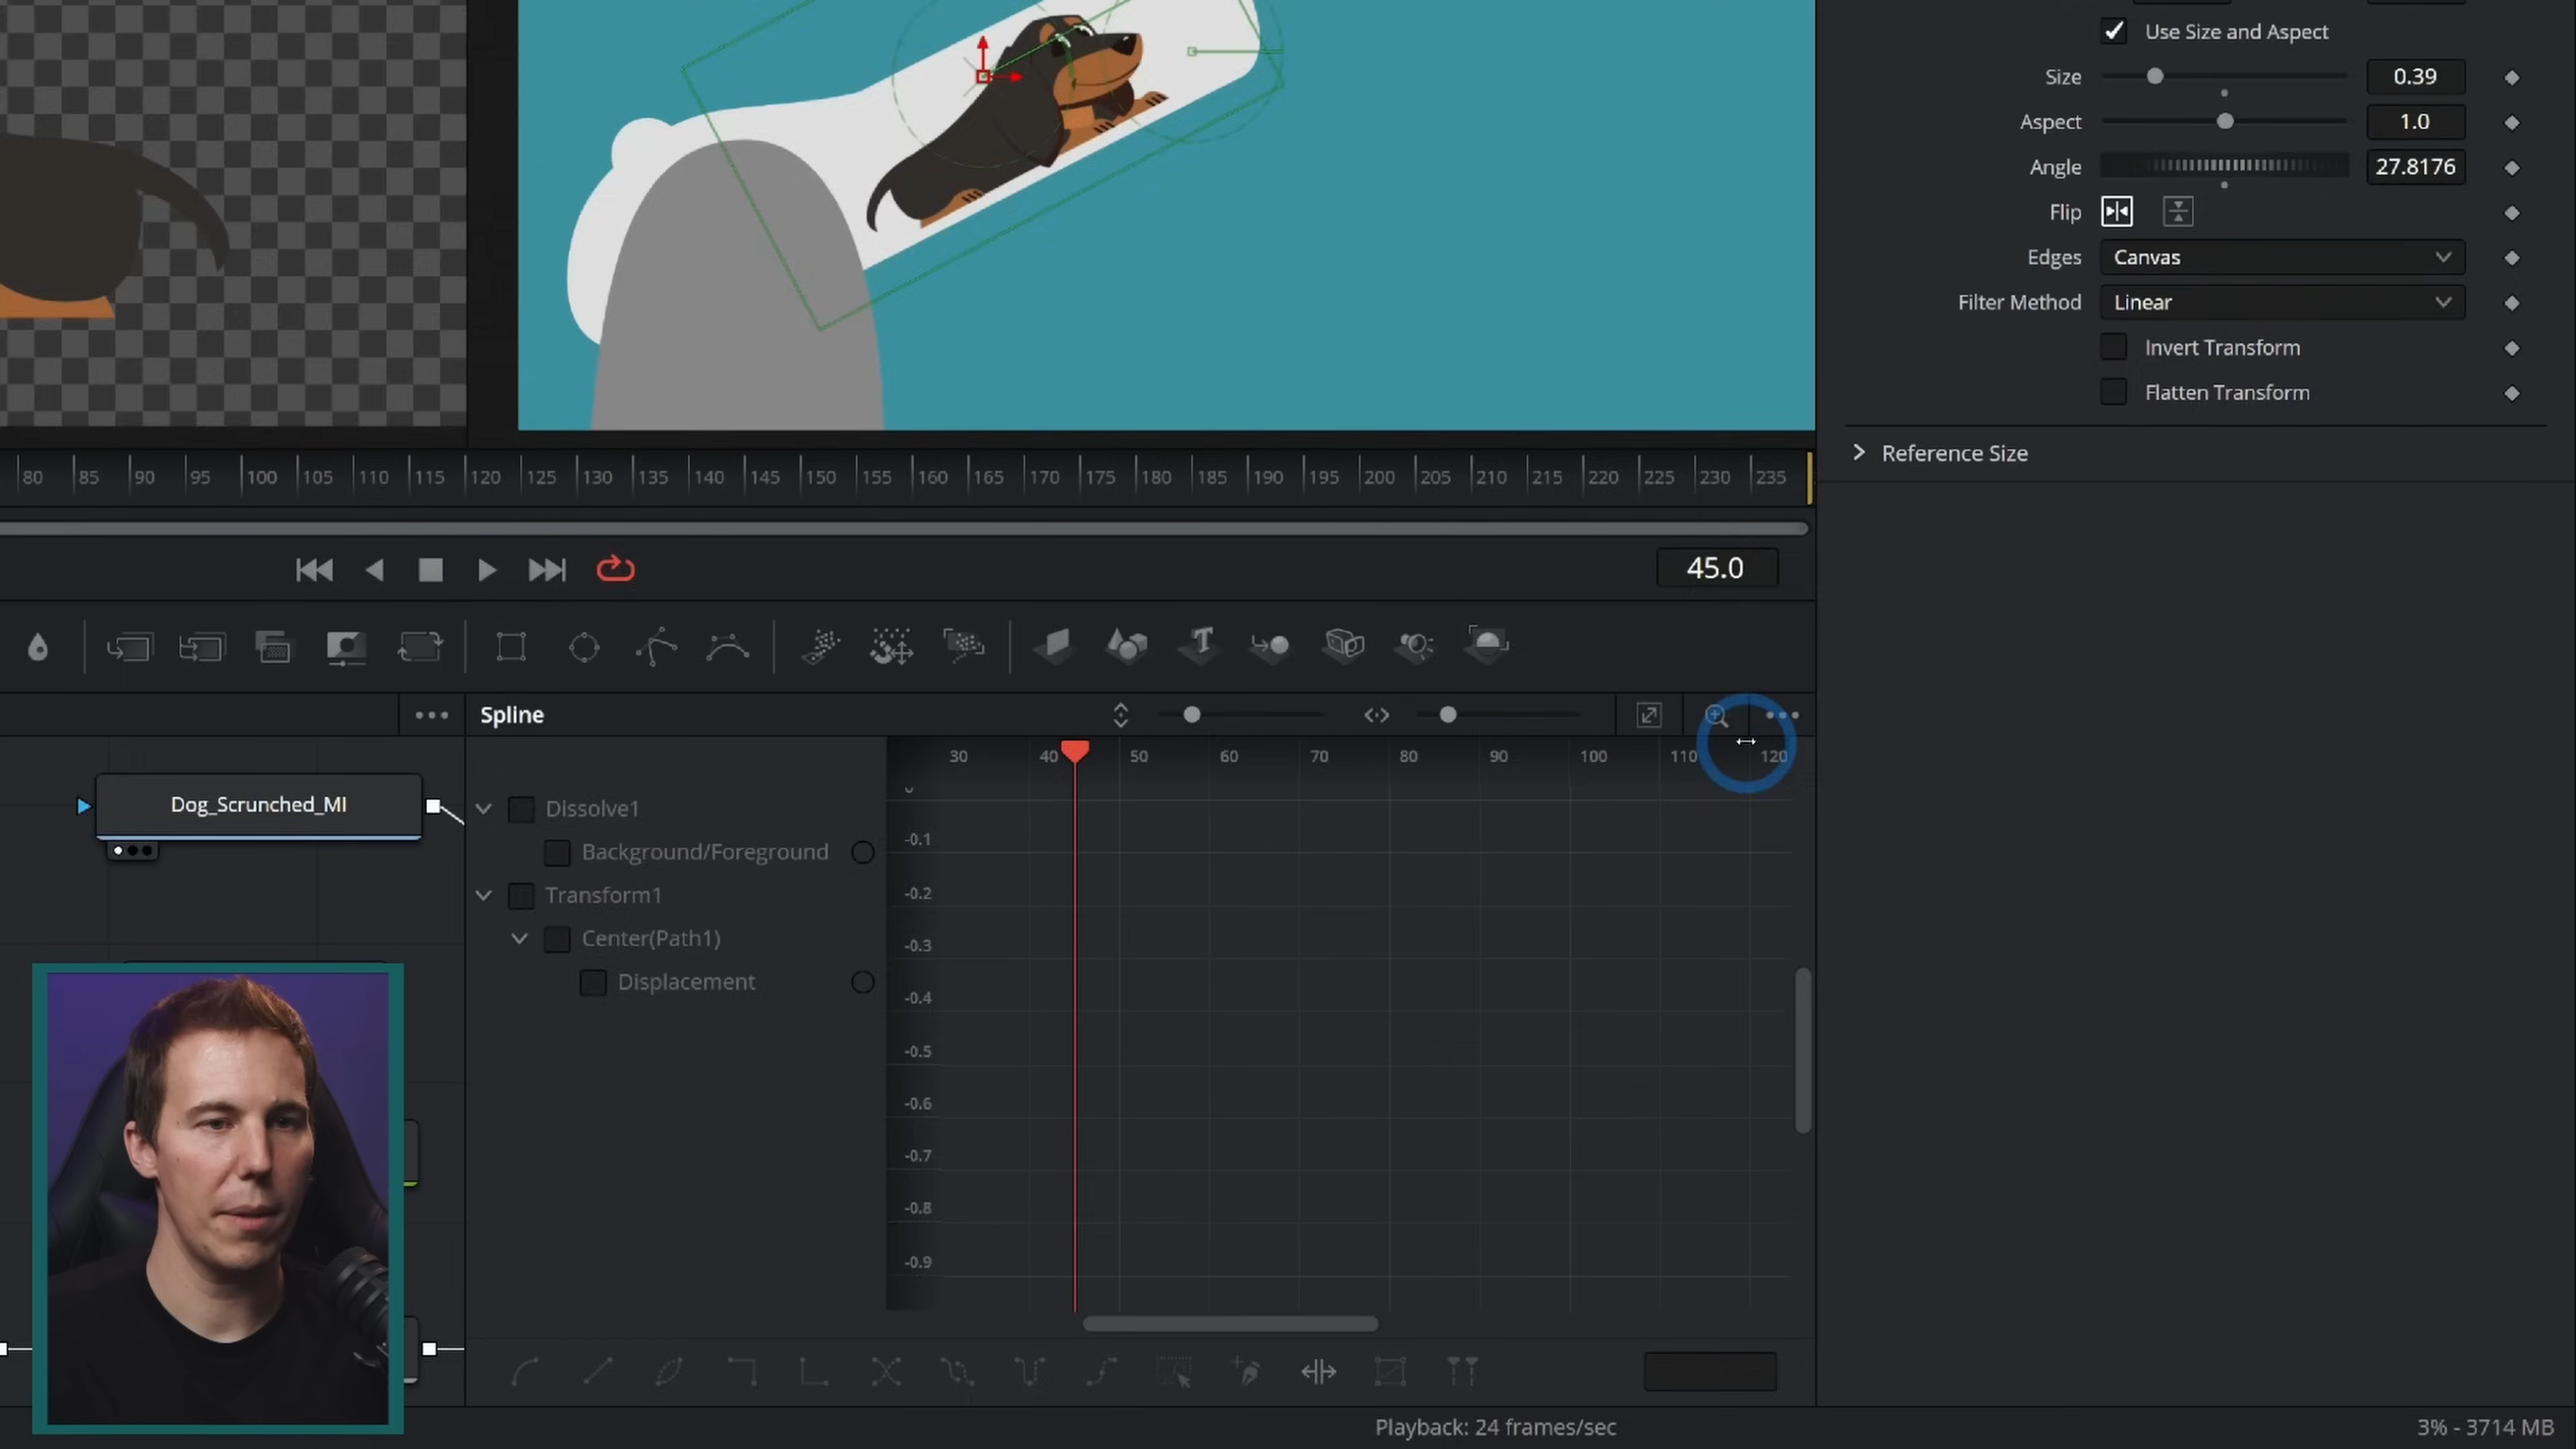 Use Size and Aspect
Size 0.39
Aspect 1.0
Angle 27.8176
Flip
Edges Canvas
Filter Method Linear
Invert Transform
Flatten Transform
Reference Size
80 85 90 95 100 105 110 115 120 125 130 135 140 145 150 155 160 165 170 175 180 185 190 195 200 205 210 215 220 225 230 235
45.0
Spline
30 40 50 60 70 80 90 100 110 120
Dog_Scrunched_MI
Dissolve1
Background/Foreground
Transform1
Center(Path1)
Displacement
-0.1
-0.2
-0.3
-0.4
-0.5
-0.6
-0.7
-0.8
-0.9
Playback: 24 frames/sec
3% - 3714 MB